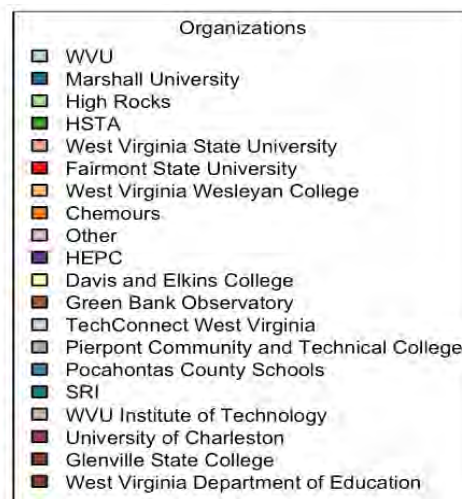 Organizations
WVU
Marshall University
High Rocks
HSTA
West Virginia State University
Fairmont State University
West Virginia Wesleyan College
Chemours
Other
HEPC
Davis and Elkins College
Green Bank Observatory
TechConnect West Virginia
Pierpont Community and Technical College
Pocahontas County Schools
SRI
WVU Institute of Technology
University of Charleston
Glenville State College
West Virginia Department of Education